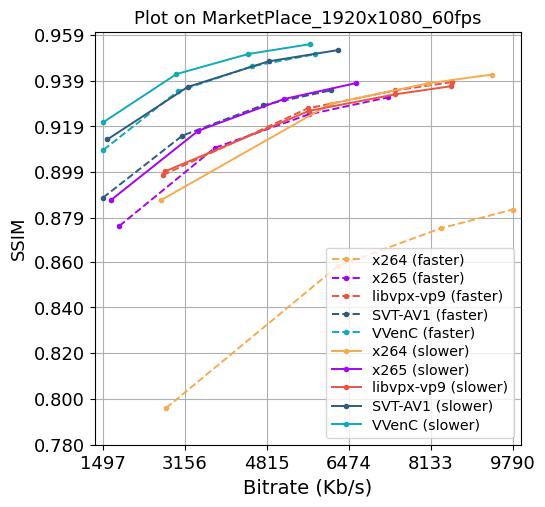 Plot on MarketPlace_1920x1080_60fps
0.959
0.939
0.919
0.899
0.879
0.860
0.840
0.820
0.800
0.780
SSIM
x264 (faster)
x265 (faster)
libvpx-vp9 (faster)
SVT-AV1 (faster)
VVenC (faster)
x264 (slower)
x265 (slower)
libvpx-vp9 (slower)
SVT-AV1 (slower)
VVenC (slower)
1497 3156 4815 6474 8133 9790
Bitrate (Kb/s)